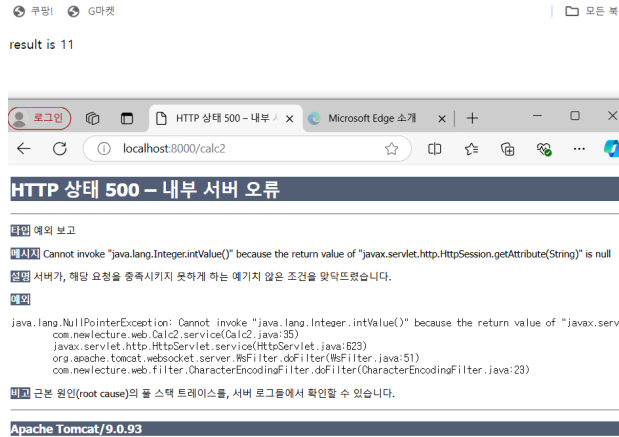 쿠팡! G마켓 모든 북
result is 11
로그인 HTTP 상태 500 – 내부 Microsoft Edge 소개
localhost:8000/calc2
HTTP 상태 500 – 내부 서버 오류
타입 예외 보고
메시지 Cannot invoke "java.lang.Integer.intValue()" because the return value of "javax.servlet.http.HttpSession.getAttribute(String)" is null
설명 서버가, 해당 요청을 충족시키지 못하게 하는 예기치 않은 조건을 맞닥뜨렸습니다.
예외
java.lang.NullPointerException: Cannot invoke "java.lang.Integer.intValue()" because the return value of "javax.serv
com.newlecture.web.Calc2.service(Calc2.java:35)
javax.servlet.http.HttpServlet.service(HttpServlet.java:623)
org.apache.tomcat.websocket.server.WsFilter.doFilter(WsFilter.java:51)
com.newlecture.web.filter.CharacterEncodingFilter.doFilter(CharacterEncodingFilter.java:23)
비고 근본 원인(root cause)의 풀 스택 트레이스를, 서버 로그들에서 확인할 수 있습니다.
Apache Tomcat/9.0.93